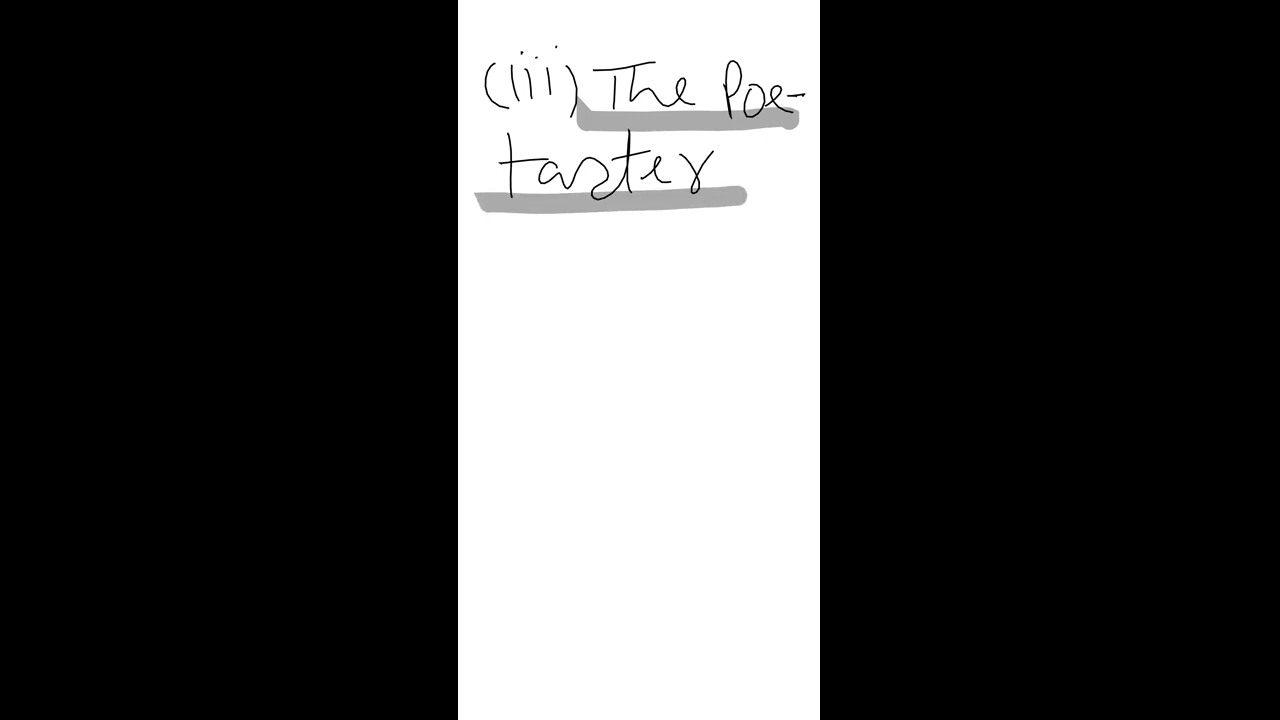 (iii) The Poe-
taster